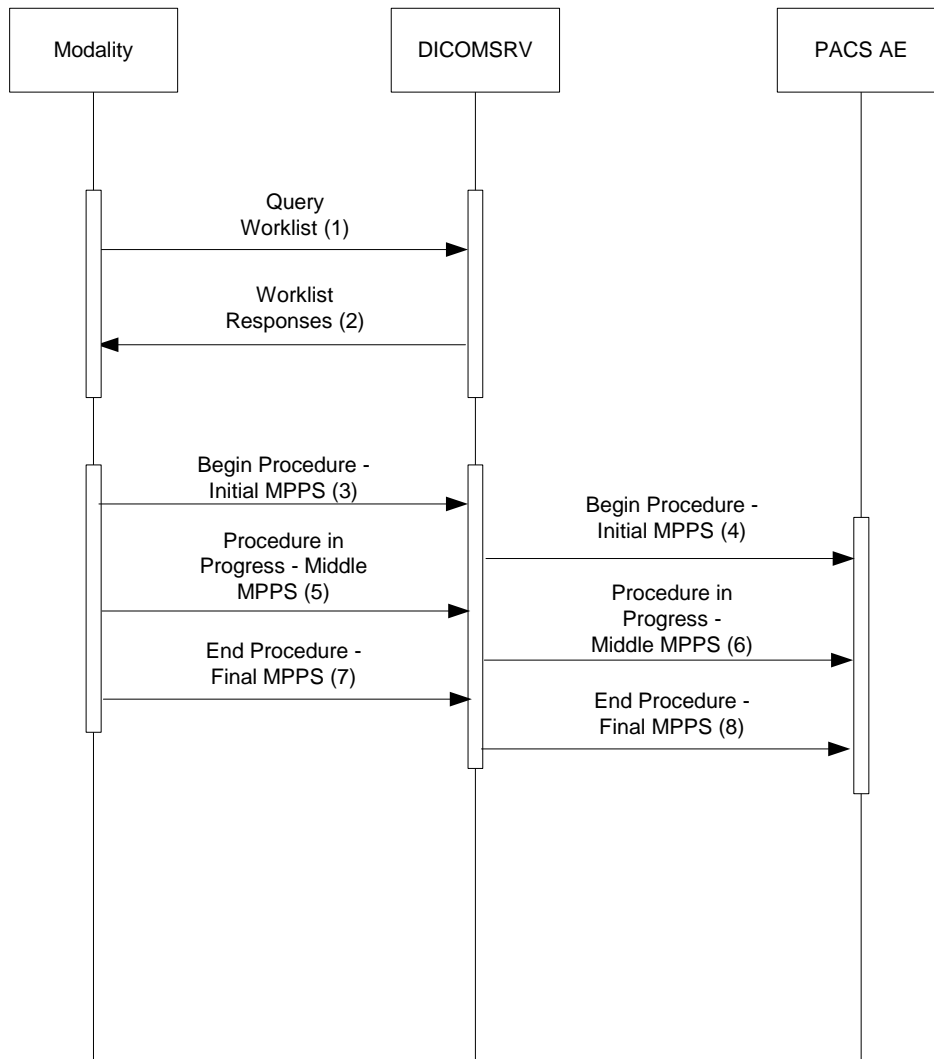 Modality
DICOMSRV
PACS AE
Query
Worklist (1)
Worklist
Responses (2)
Begin Procedure -
Initial MPPS (3)
Begin Procedure -
Initial MPPS (4)
Procedure in
Progress - Middle
MPPS (5)
Procedure in
Progress -
Middle MPPS (6)
End Procedure -
Final MPPS (7)
End Procedure -
Final MPPS (8)